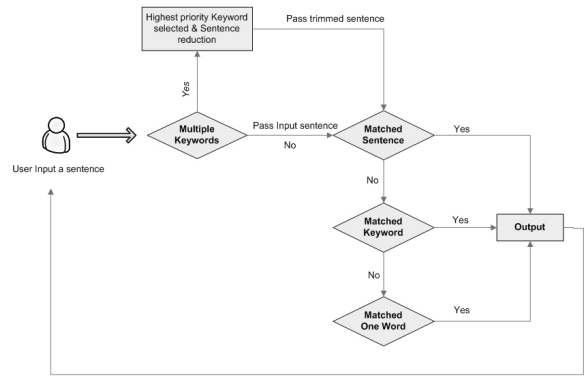 Highest priority Keyword
selected & Sentence
reduction
Pass trimmed sentence
Yes
Multiple
Keywords
Pass Input sentence
No
Matched
Sentence
Yes
User Input a sentence
No
Matched
Keyword
Yes
Output
No
Matched
One Word
Yes